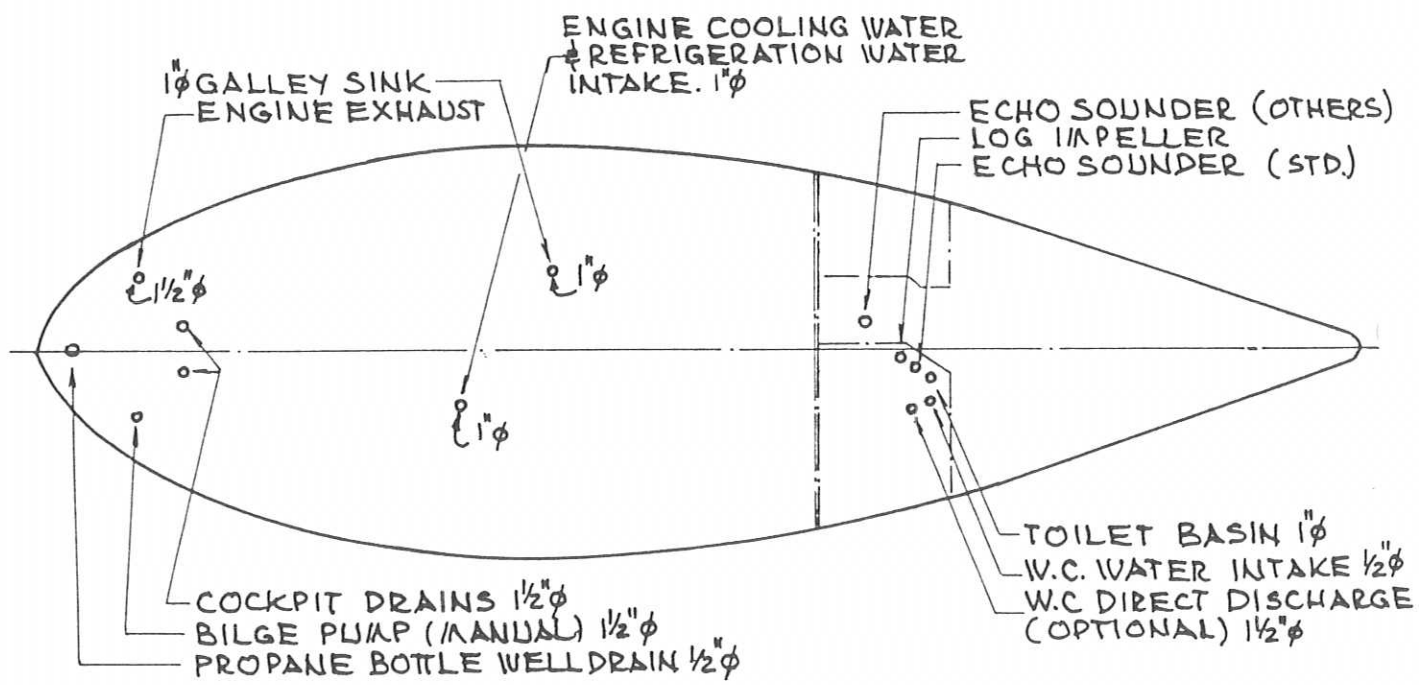 ENGINE COOLING WATER
& REFRIGERATION WATER
INTAKE. 1"ϕ
1"ϕ GALLEY SINK
ENGINE EXHAUST
ECHO SOUNDER (OTHERS)
LOG IMPELLER
ECHO SOUNDER (STD.)
1½"ϕ
1"ϕ
1"ϕ
TOILET BASIN 1"ϕ
W.C. WATER INTAKE ½"ϕ
W.C DIRECT DISCHARGE
(OPTIONAL) 1½"ϕ
COCKPIT DRAINS 1½"ϕ
BILGE PUMP (MANUAL) 1½"ϕ
PROPANE BOTTLE WELL DRAIN ½"ϕ